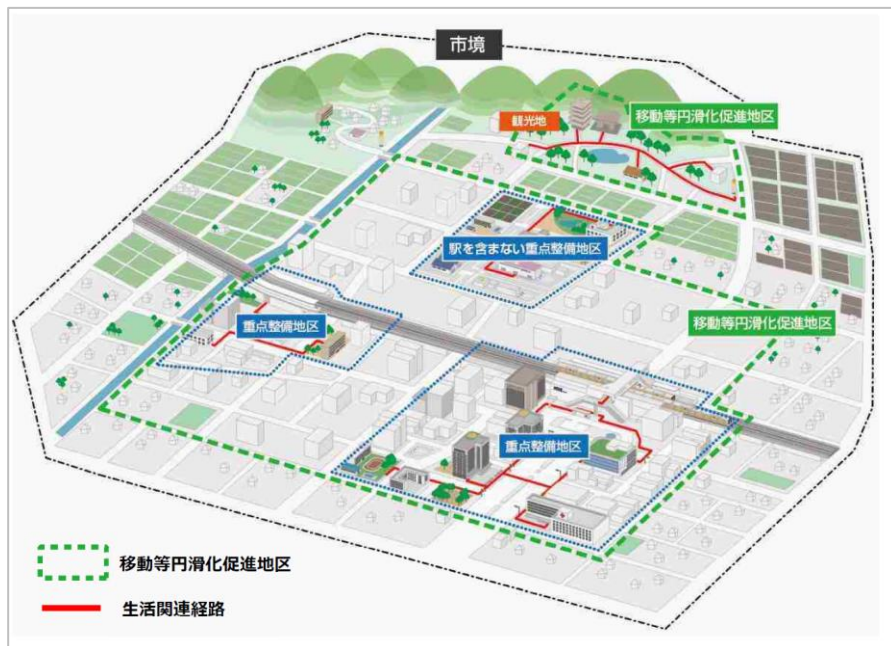 市境
観光地
移動等円滑化促進地区
駅を含まない重点整備地区
重点整備地区
移動等円滑化促進地区
重点整備地区
移動等円滑化促進地区
生活関連経路